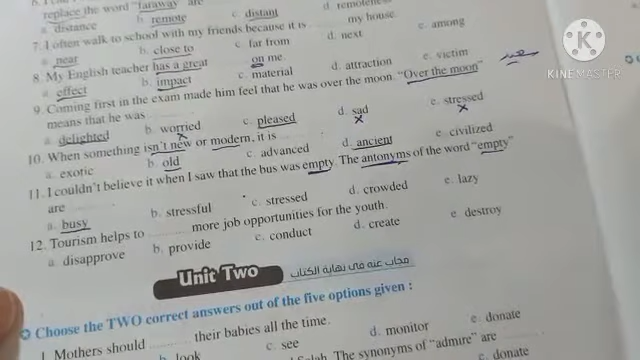 replace the word "faraway" are
a. distance b. remote c. distant d. remoteness
7. I often walk to school with my friends because it is ........ my house.
a. near b. close to c. far from d. next e. among
8. My English teacher has a great ........ on me.
a. effect b. impact c. material d. attraction e. victim
9. Coming first in the exam made him feel that he was over the moon. "Over the moon"
means that he was ........
a. delighted b. worried c. pleased d. sad e. stressed
10. When something isn't new or modern, it is ........
a. exotic b. old c. advanced d. ancient e. civilized
11. I couldn't believe it when I saw that the bus was empty. The antonyms of the word "empty"
are ........
a. busy b. stressful c. stressed d. crowded e. lazy
12. Tourism helps to ........ more job opportunities for the youth.
a. disapprove b. provide c. conduct d. create e. destroy
Unit Two
مجاب عنه في نهاية الكتاب
Choose the TWO correct answers out of the five options given :
1. Mothers should ........ their babies all the time.
b. look c. see d. monitor e. donate
Salah. The synonyms of "admire" are ........
e. donate
سعيد
KINEMASTER